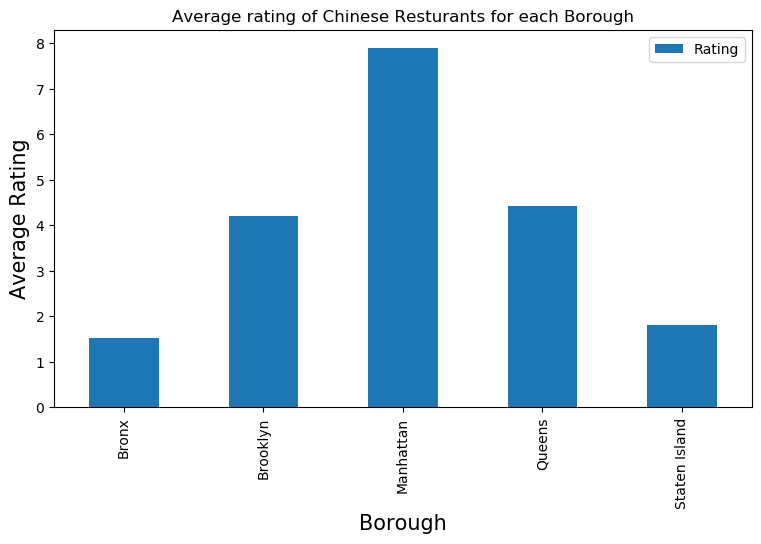 Average rating of Chinese Resturants for each Borough
Rating
8
7
6
5
4
3
2
1
0
Average Rating
Bronx
Brooklyn
Manhattan
Queens
Staten Island
Borough